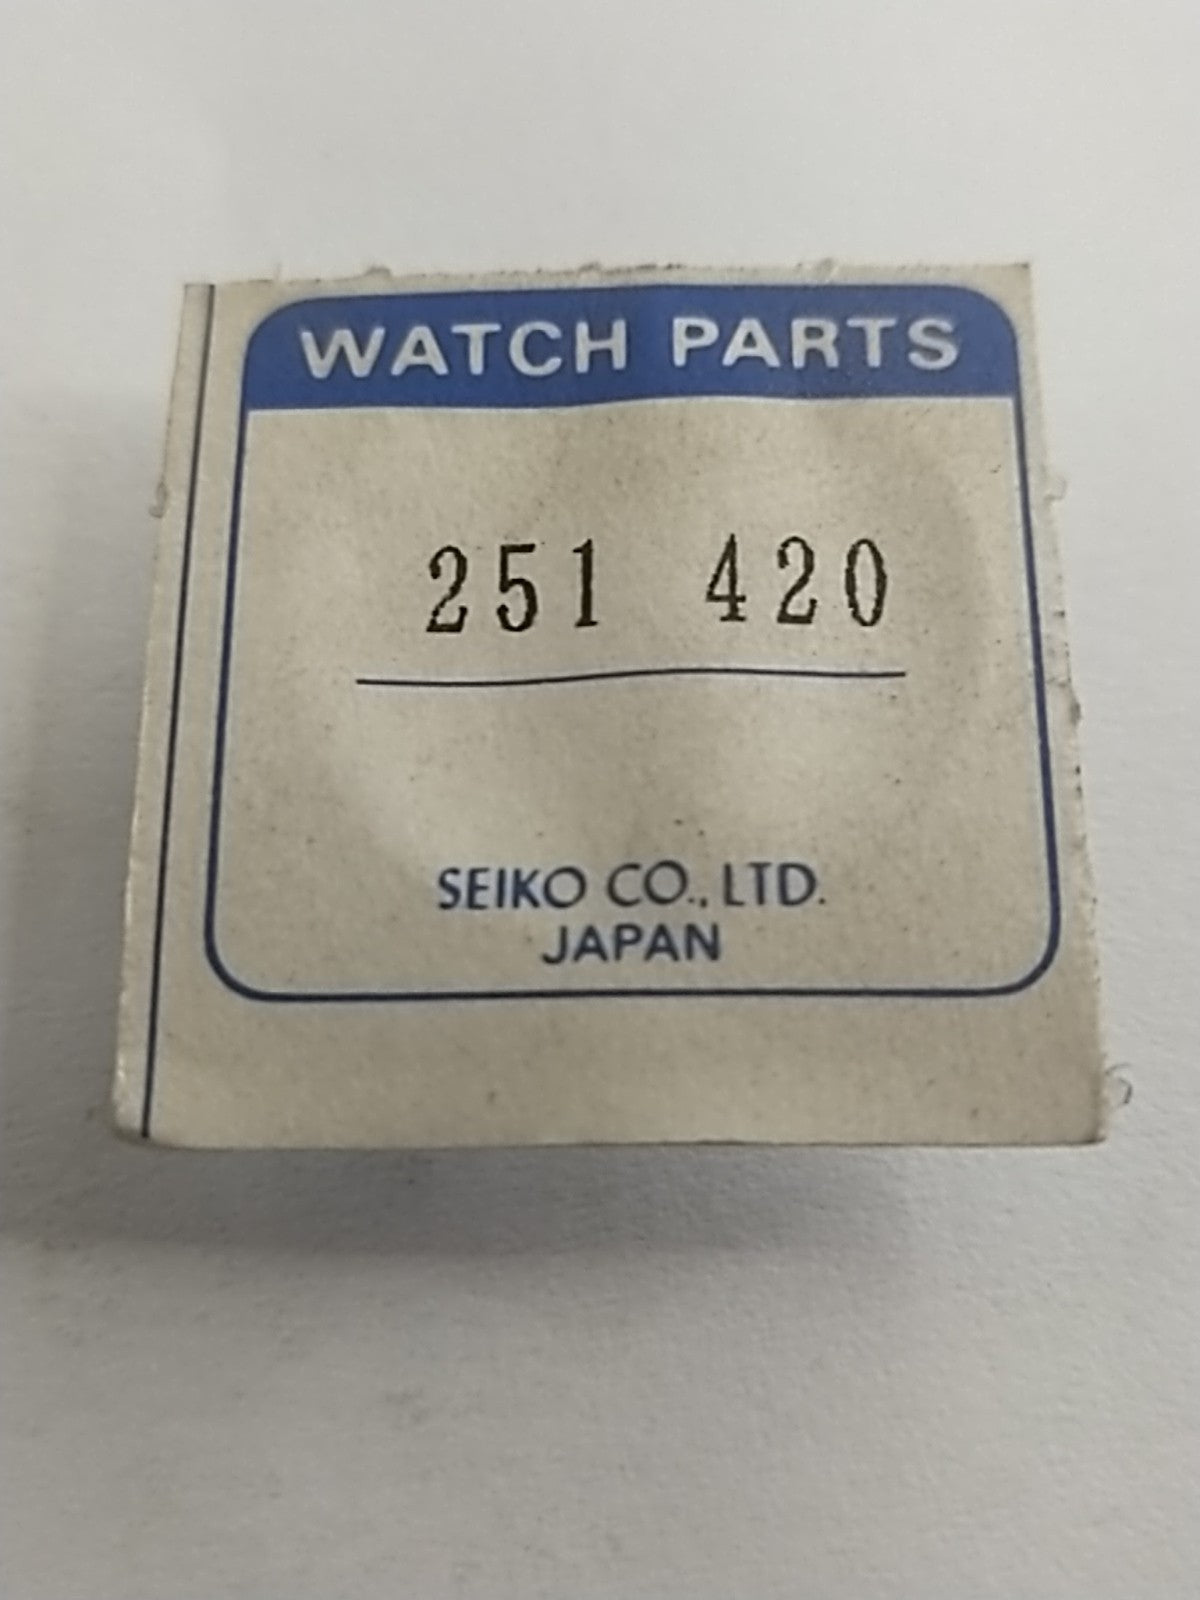 WATCH PARTS
251 420
SEIKO CO., LTD.
JAPAN